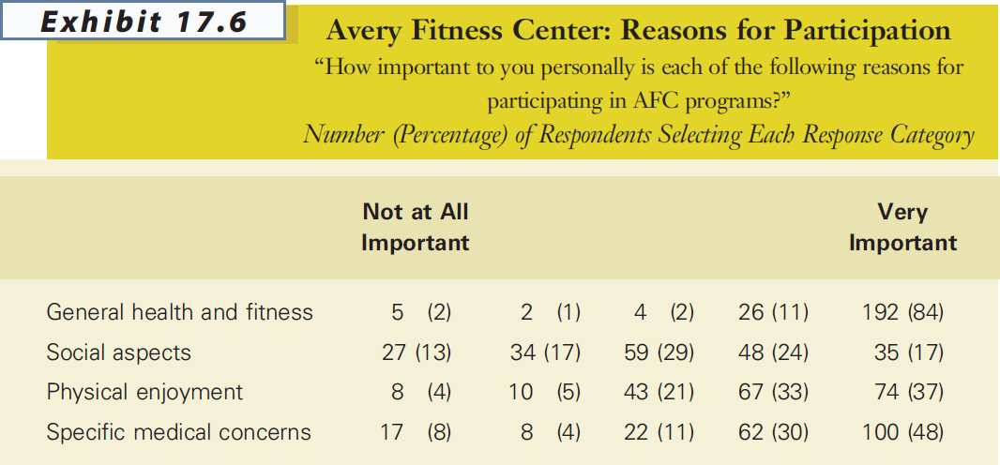 Exhibit 17.6
Avery Fitness Center: Reasons for Participation
“How important to you personally is each of the following reasons for
participating in AFC programs?”
Number (Percentage) of Respondents Selecting Each Response Category
Not at All Important Very Important
General health and fitness 5 (2) 2 (1) 4 (2) 26 (11) 192 (84)
Social aspects 27 (13) 34 (17) 59 (29) 48 (24) 35 (17)
Physical enjoyment 8 (4) 10 (5) 43 (21) 67 (33) 74 (37)
Specific medical concerns 17 (8) 8 (4) 22 (11) 62 (30) 100 (48)